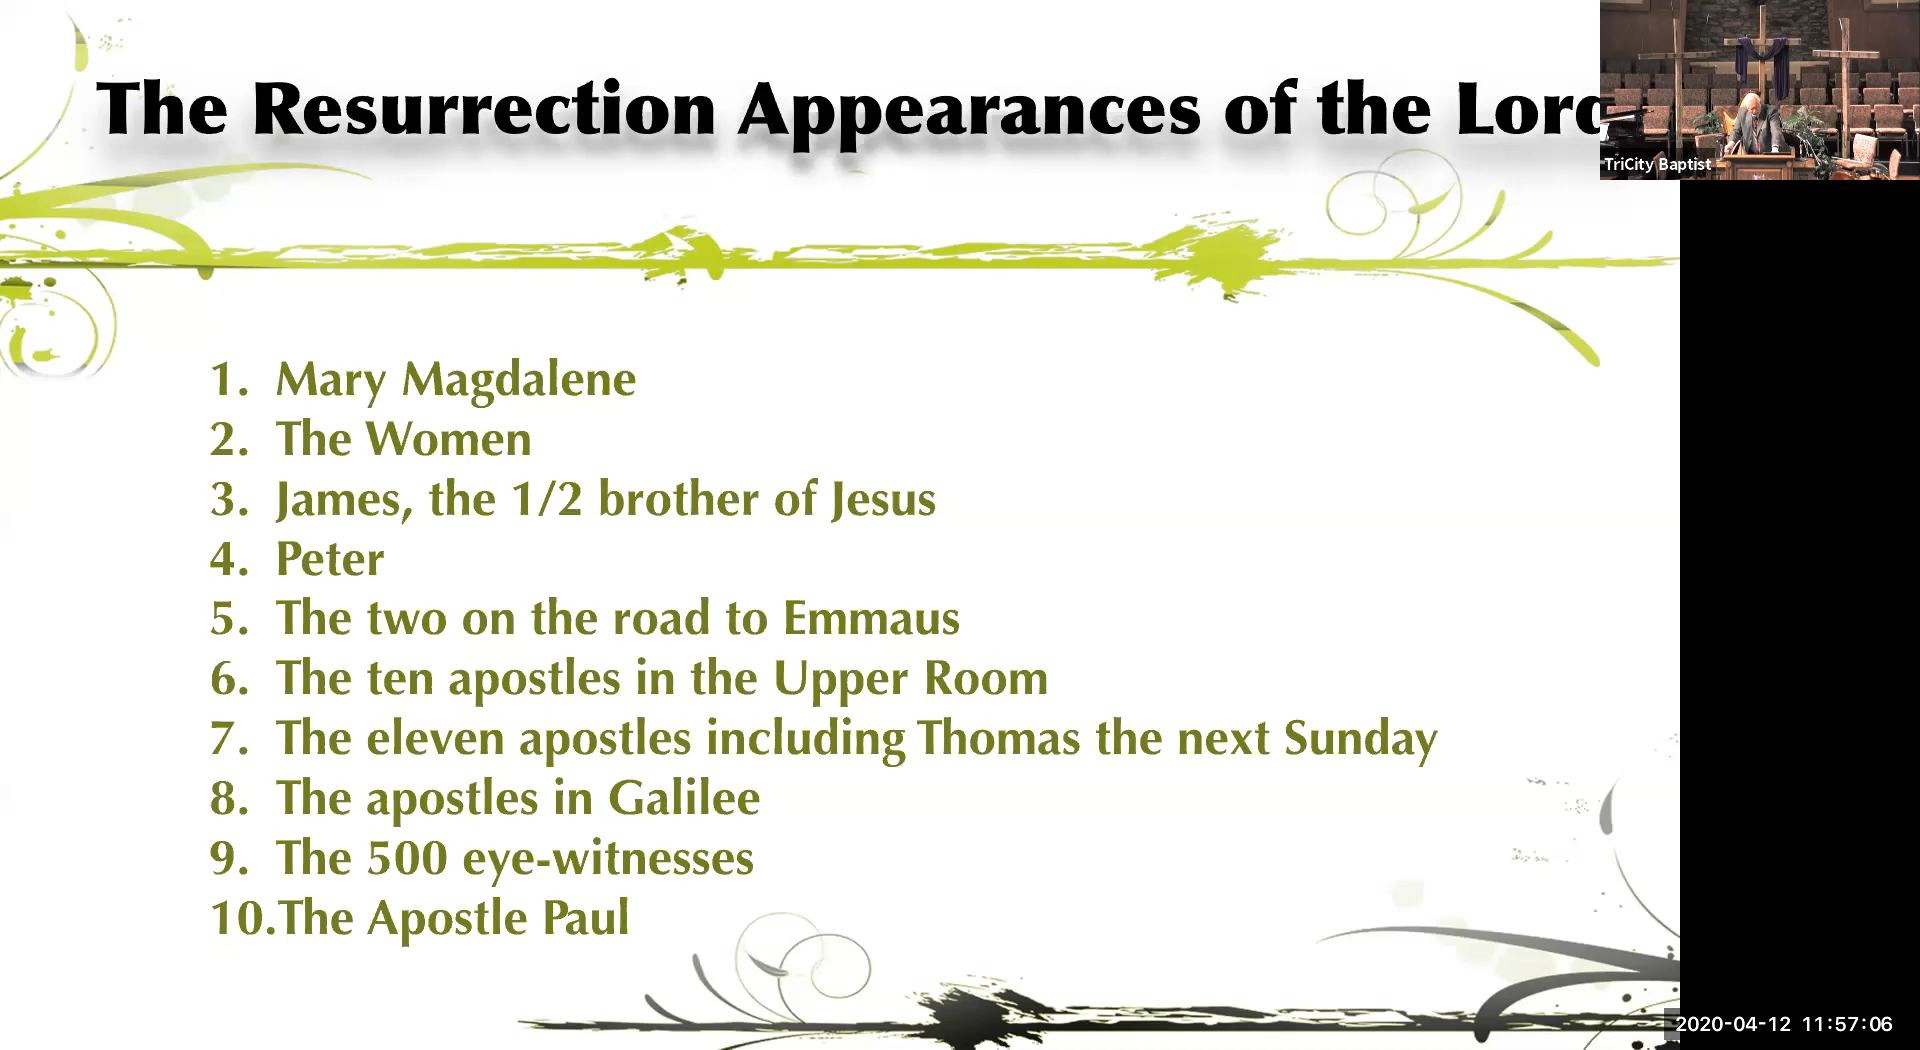 The Resurrection Appearances of the Lord
TriCity Baptist
1. Mary Magdalene
2. The Women
3. James, the 1/2 brother of Jesus
4. Peter
5. The two on the road to Emmaus
6. The ten apostles in the Upper Room
7. The eleven apostles including Thomas the next Sunday
8. The apostles in Galilee
9. The 500 eye-witnesses
10.The Apostle Paul
2020-04-12 11:57:06